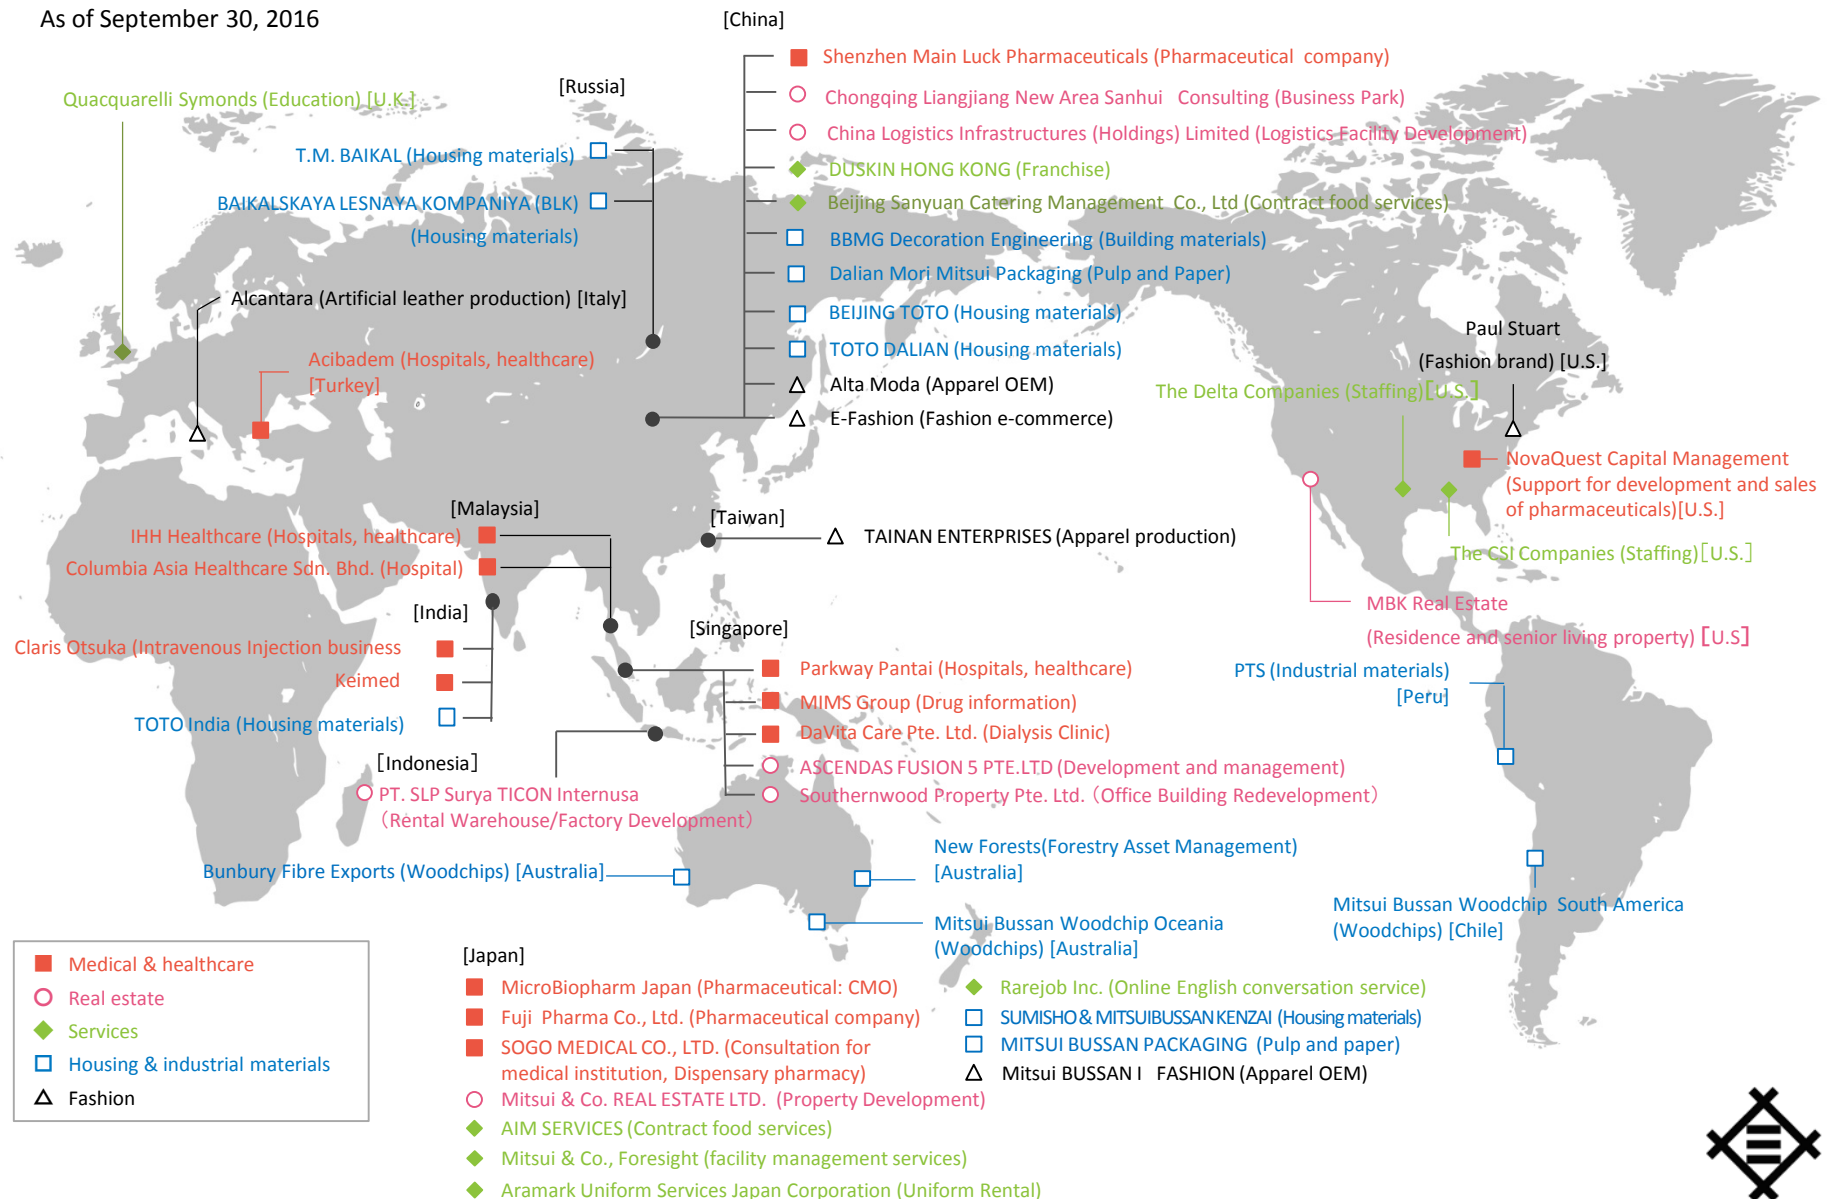 As of September 30, 2016
[China]
Shenzhen Main Luck Pharmaceuticals (Pharmaceutical company)
Chongqing Liangjiang New Area Sanhui Consulting (Business Park)
China Logistics Infrastructures (Holdings) Limited (Logistics Facility Development)
DUSKIN HONG KONG (Franchise)
Beijing Sanyuan Catering Management Co., Ltd (Contract food services)
BBMG Decoration Engineering (Building materials)
Dalian Mori Mitsui Packaging (Pulp and Paper)
BEIJING TOTO (Housing materials)
TOTO DALIAN (Housing materials)
Alta Moda (Apparel OEM)
E-Fashion (Fashion e-commerce)
Quacquarelli Symonds (Education) [U.K.]
[Russia]
T.M. BAIKAL (Housing materials)
BAIKALSKAYA LESNAYA KOMPANIYA (BLK)
(Housing materials)
Alcantara (Artificial leather production) [Italy]
Acibadem (Hospitals, healthcare)
[Turkey]
Paul Stuart
(Fashion brand) [U.S.]
The Delta Companies (Staffing)[U.S.]
NovaQuest Capital Management
(Support for development and sales
of pharmaceuticals)[U.S.]
The CSI Companies (Staffing)[U.S.]
MBK Real Estate
(Residence and senior living property) [U.S]
[Malaysia]
IHH Healthcare (Hospitals, healthcare)
Columbia Asia Healthcare Sdn. Bhd. (Hospital)
[Taiwan]
TAINAN ENTERPRISES (Apparel production)
[India]
Claris Otsuka (Intravenous Injection business
Keimed
TOTO India (Housing materials)
[Singapore]
Parkway Pantai (Hospitals, healthcare)
MIMS Group (Drug information)
DaVita Care Pte. Ltd. (Dialysis Clinic)
ASCENDAS FUSION 5 PTE.LTD (Development and management)
Southernwood Property Pte. Ltd.（Office Building Redevelopment）
[Indonesia]
PT. SLP Surya TICON Internusa
（Rental Warehouse/Factory Development）
PTS (Industrial materials)
[Peru]
Bunbury Fibre Exports (Woodchips) [Australia]
New Forests(Forestry Asset Management)
[Australia]
Mitsui Bussan Woodchip Oceania
(Woodchips) [Australia]
Mitsui Bussan Woodchip South America
(Woodchips) [Chile]
Medical & healthcare
Real estate
Services
Housing & industrial materials
Fashion
[Japan]
MicroBiopharm Japan (Pharmaceutical: CMO)
Fuji Pharma Co., Ltd. (Pharmaceutical company)
SOGO MEDICAL CO., LTD. (Consultation for
medical institution, Dispensary pharmacy)
Mitsui & Co. REAL ESTATE LTD. (Property Development)
AIM SERVICES (Contract food services)
Mitsui & Co., Foresight (facility management services)
Aramark Uniform Services Japan Corporation (Uniform Rental)
Rarejob Inc. (Online English conversation service)
SUMISHO & MITSUIBUSSAN KENZAI (Housing materials)
MITSUI BUSSAN PACKAGING (Pulp and paper)
Mitsui BUSSAN I FASHION (Apparel OEM)